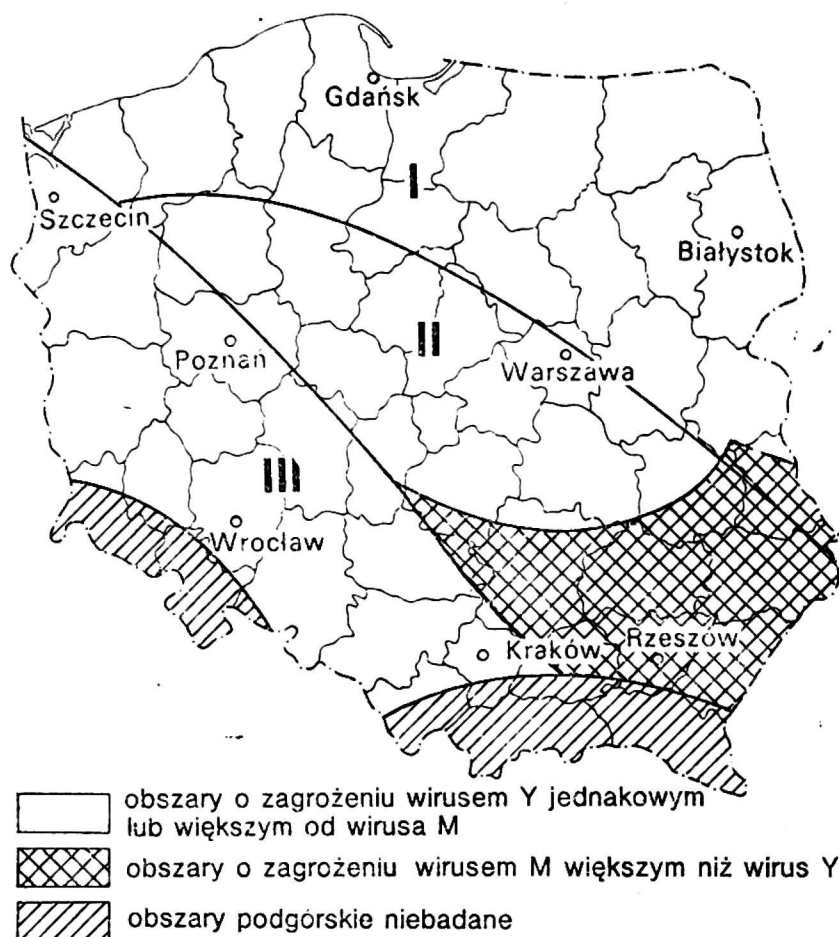 Gdańsk
I
Szczecin
Białystok
II
Poznań
Warszawa
III
Wrocław
Kraków
Rzeszów
obszary o zagrożeniu wirusem Y jednakowym
lub większym od wirusa M
obszary o zagrożeniu wirusem M większym niż wirus Y
obszary podgórskie niebadane